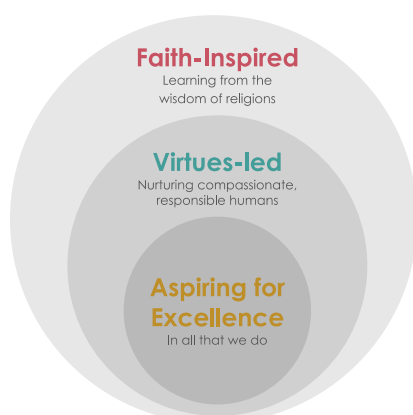 Faith-Inspired
Learning from the
wisdom of religions
Virtues-led
Nurturing compassionate,
responsible humans
Aspiring for
Excellence
In all that we do